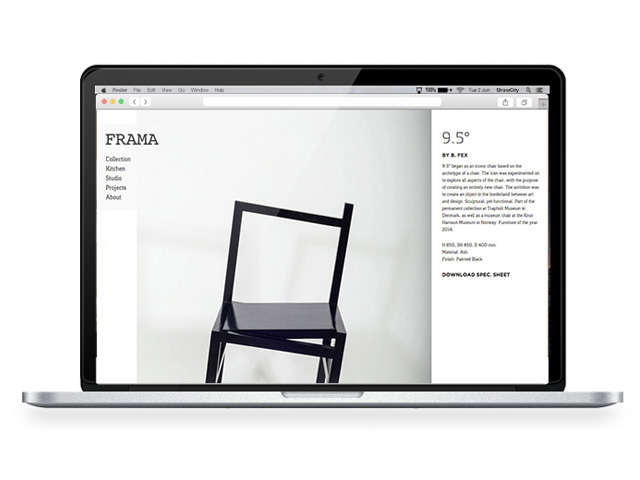 Finder File Edit View Go Window Help
98% Tue 2 Jun StrawCity
FRAMA
Collection
Kitchen
Studio
Projects
About
9.5°
BY B. FEX
9.5° began as an iconic chair based on the
archetype of a chair. The icon was experimented on
to explore all aspects of the chair, with the purpose
of creating an entirely new chair. The ambition was
to create an object in the borderland between art
and design. Sculptural, yet functional. Part of the
permanent collection at Trapholt Museum in
Denmark, as well as a museum chair at the Knut
Hamsun Museum in Norway. Furniture of the year
2014.
H 850, SH 450, D 400 mm.
Material: Ash
Finish: Painted Black
DOWNLOAD SPEC. SHEET